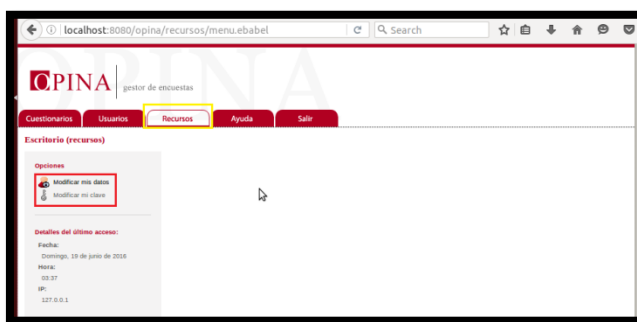 localhost:8080/opina/recursos/menu.ebabel
Search
OPINA gestor de encuestas
Cuestionarios Usuarios Recursos Ayuda Salir
Escritorio (recursos)
Opciones
Modificar mis datos
Modificar mi clave
Detalles del último acceso:
Fecha:
Domingo, 19 de junio de 2016
Hora:
03:37
IP:
127.0.0.1